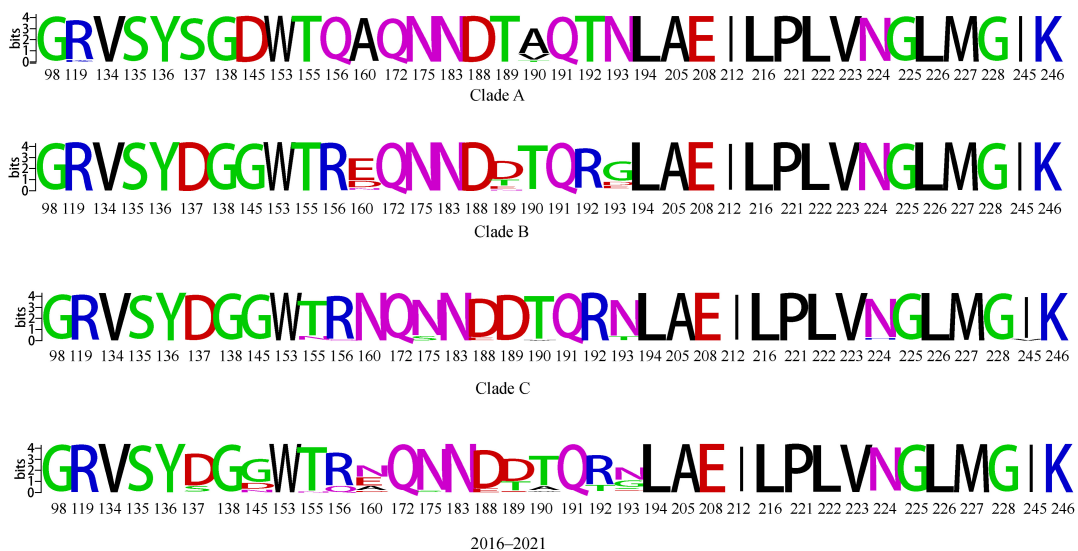 bits
4
3
2
1
0
GRVSYSGDWTQAQNNDTAQTNLAEILPLVNGLMGIK
98 119 134 135 136 137 138 145 153 155 156 160 172 175 183 188 189 190 191 192 193 194 205 208 212 216 221 222 223 224 225 226 227 228 245 246
Clade A
bits
4
3
2
1
0
GRVSYDGGWTREQNNDDTQRGLAEILPLVNGLMGIK
98 119 134 135 136 137 138 145 153 155 156 160 172 175 183 188 189 190 191 192 193 194 205 208 212 216 221 222 223 224 225 226 227 228 245 246
Clade B
bits
4
3
2
1
0
GRVSYDGGWTRNQNNDDTQRNLAEILPLVNGLMGIK
98 119 134 135 136 137 138 145 153 155 156 160 172 175 183 188 189 190 191 192 193 194 205 208 212 216 221 222 223 224 225 226 227 228 245 246
Clade C
bits
4
3
2
1
0
GRVSYDGGWTRNQNNDDTQRNLAEILPLVNGLMGIK
98 119 134 135 136 137 138 145 153 155 156 160 172 175 183 188 189 190 191 192 193 194 205 208 212 216 221 222 223 224 225 226 227 228 245 246
2016–2021